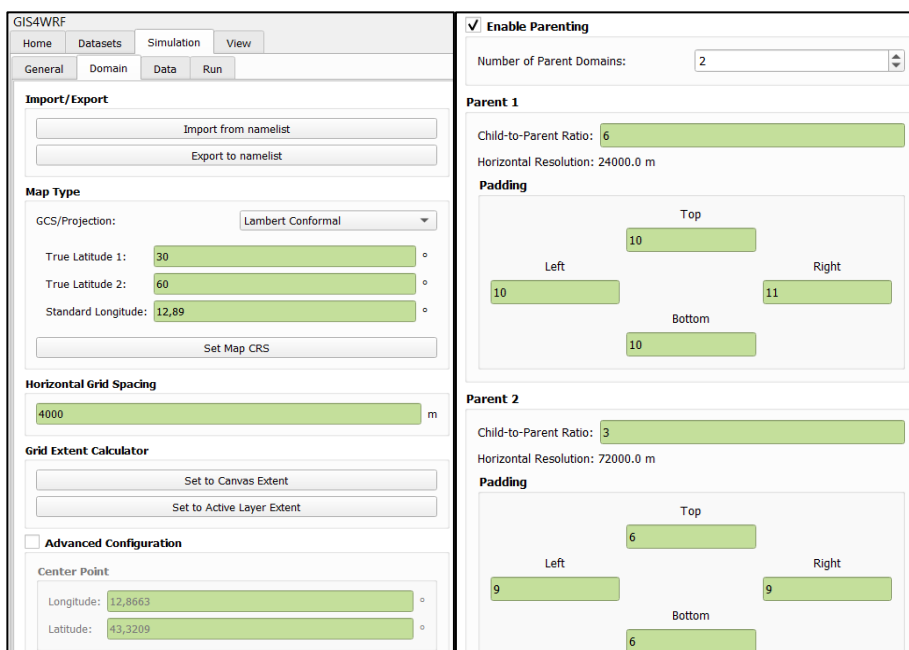 GIS4WRF
Home Datasets Simulation View
General Domain Data Run
Import/Export
Import from namelist
Export to namelist
Map Type
GCS/Projection: Lambert Conformal
True Latitude 1: 30 °
True Latitude 2: 60 °
Standard Longitude: 12,89 °
Set Map CRS
Horizontal Grid Spacing
4000 m
Grid Extent Calculator
Set to Canvas Extent
Set to Active Layer Extent
Advanced Configuration
Center Point
Longitude: 12,8663 °
Latitude: 43,3209 °
Enable Parenting
Number of Parent Domains: 2
Parent 1
Child-to-Parent Ratio: 6
Horizontal Resolution: 24000.0 m
Padding
Top
10
Left Right
10 11
Bottom
10
Parent 2
Child-to-Parent Ratio: 3
Horizontal Resolution: 72000.0 m
Padding
Top
6
Left Right
9 9
Bottom
6